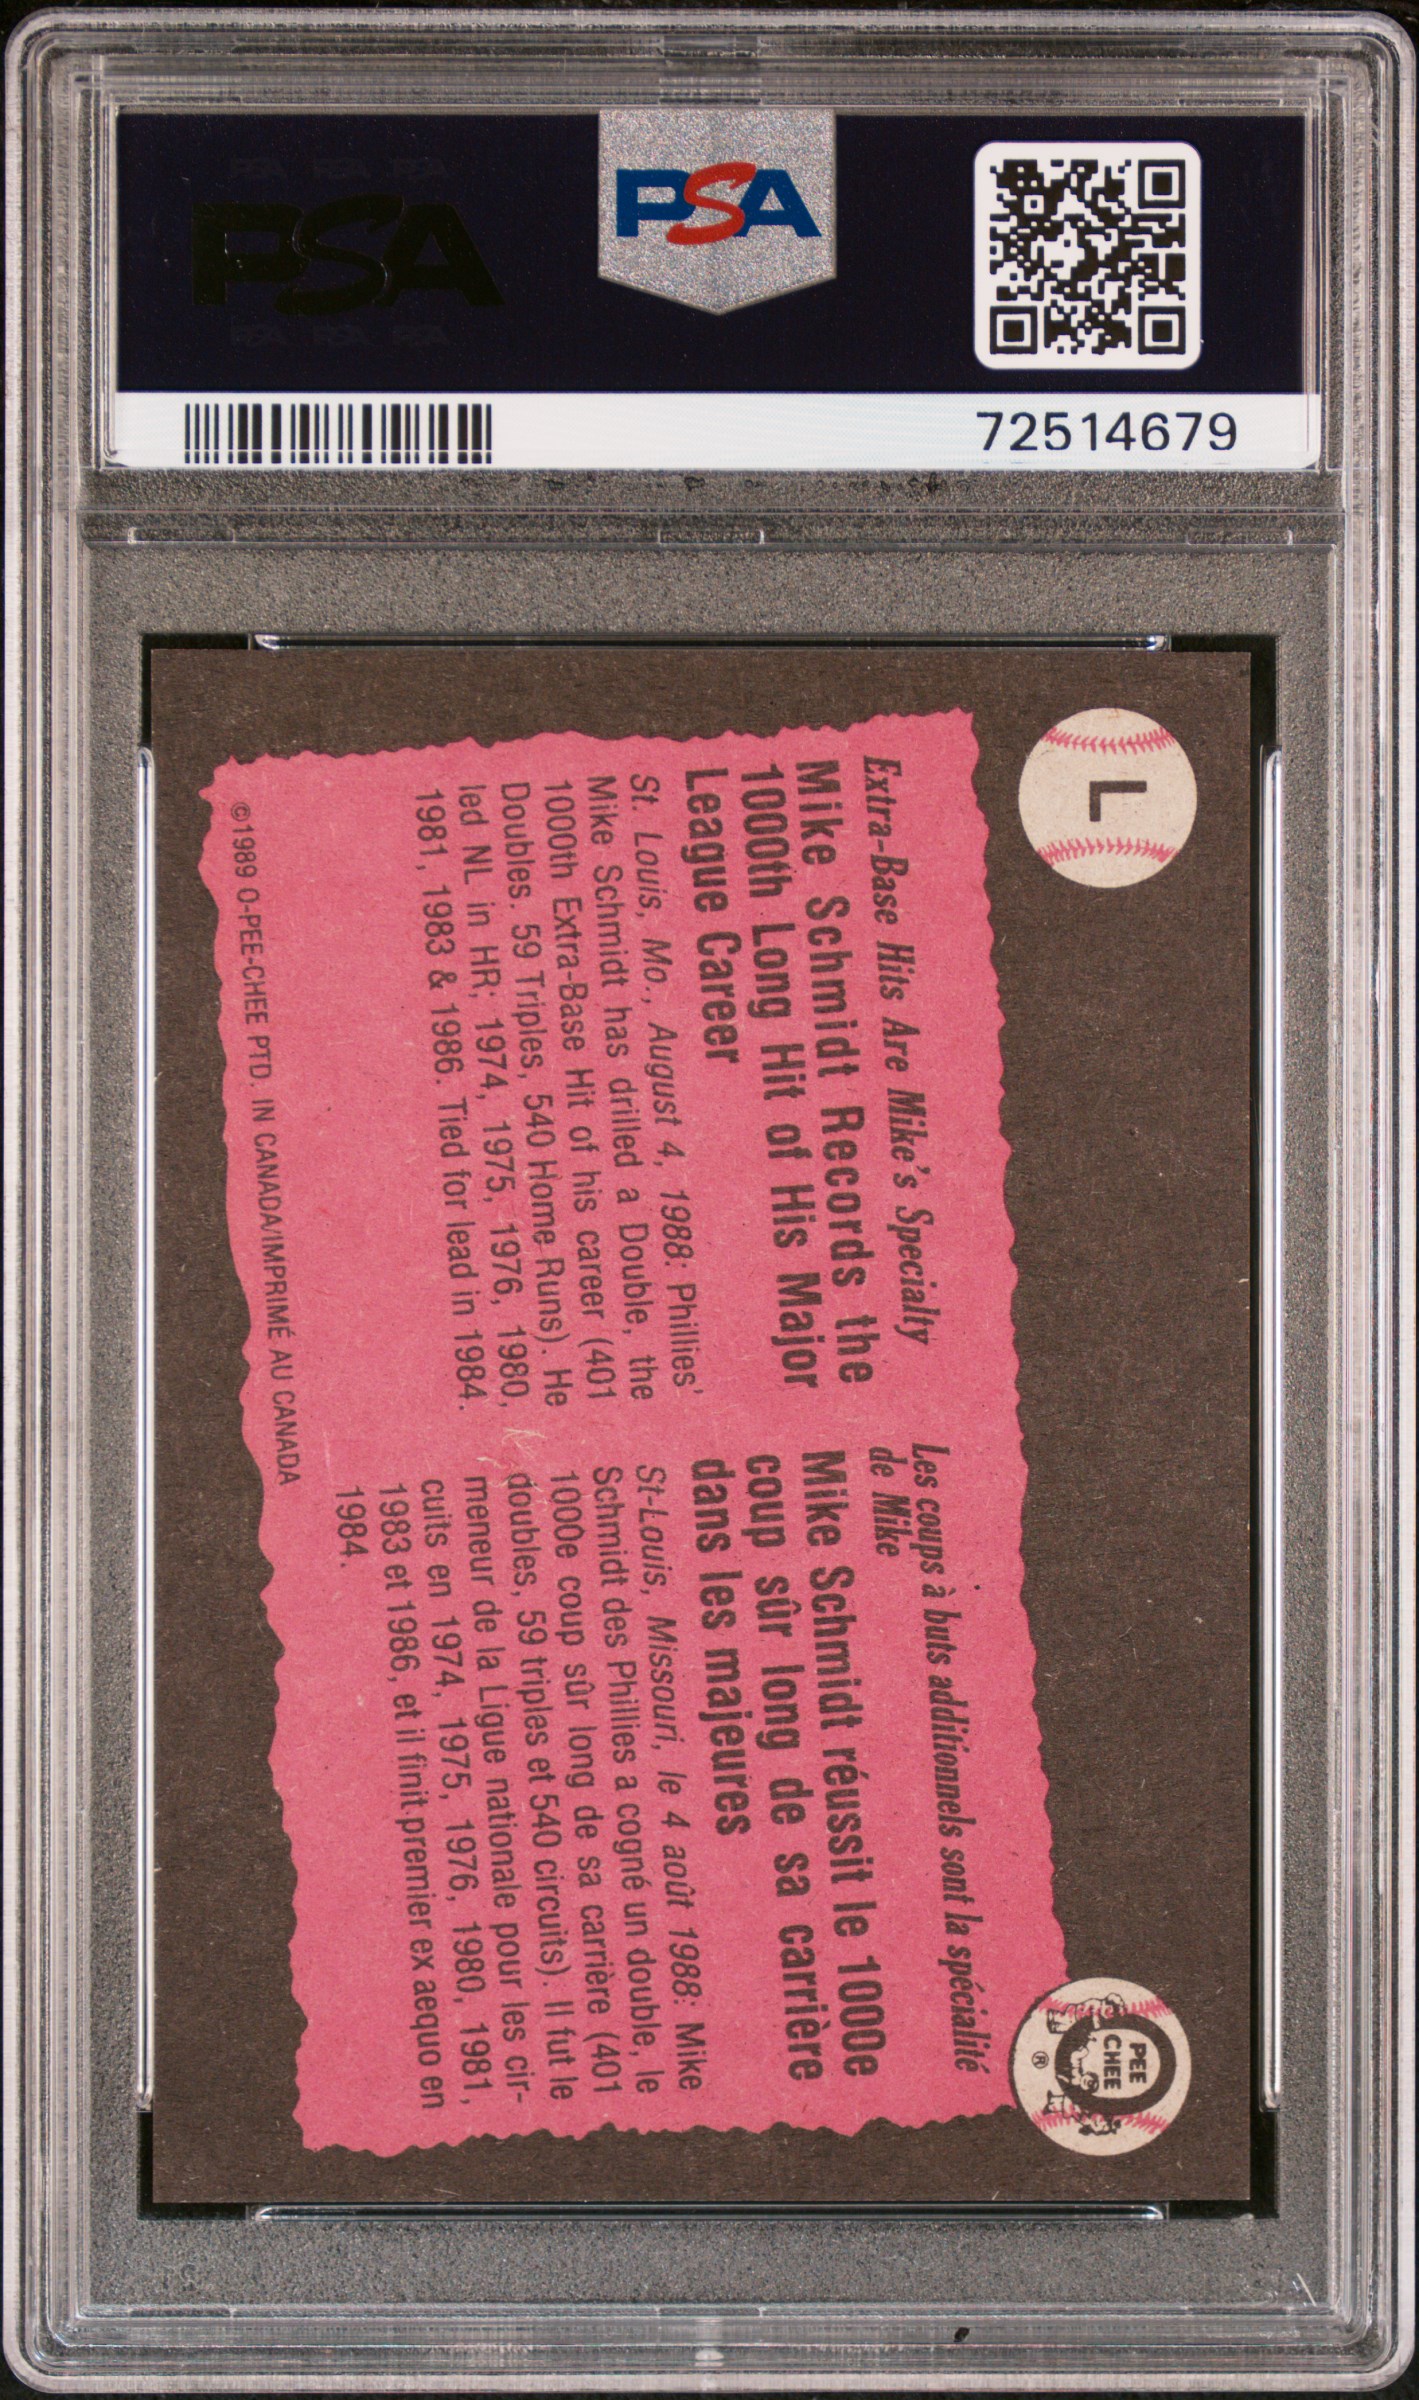 PSA
PSA
72514679
L
Extra-Base Hits Are Mike's Specialty
Mike Schmidt Records the
1000th Long Hit of His Major
League Career
St. Louis, Mo., August 4, 1988: Phillies'
Mike Schmidt has drilled a Double, the
1000th Extra-Base Hit of his career (401
Doubles. 59 Triples, 540 Home Runs). He
led NL in HR; 1974, 1975, 1976, 1980,
1981, 1983 & 1986. Tied for lead in 1984.
©1989 O-PEE-CHEE PTD. IN CANADA/IMPRIMÉ AU CANADA
Les coups à buts additionnels sont la spécialité
de Mike
Mike Schmidt réussit le 1000e
coup sûr long de sa carrière
dans les majeures
St-Louis, Missouri, le 4 août 1988: Mike
Schmidt des Phillies a cogné un double, le
1000e coup sûr long de sa carrière (401
doubles, 59 triples et 540 circuits). Il fut le
meneur de la Ligue nationale pour les cir-
cuits en 1974, 1975, 1976, 1980, 1981,
1983 et 1986, et il finit premier ex aequo en
1984.
PEE
CHEE
®